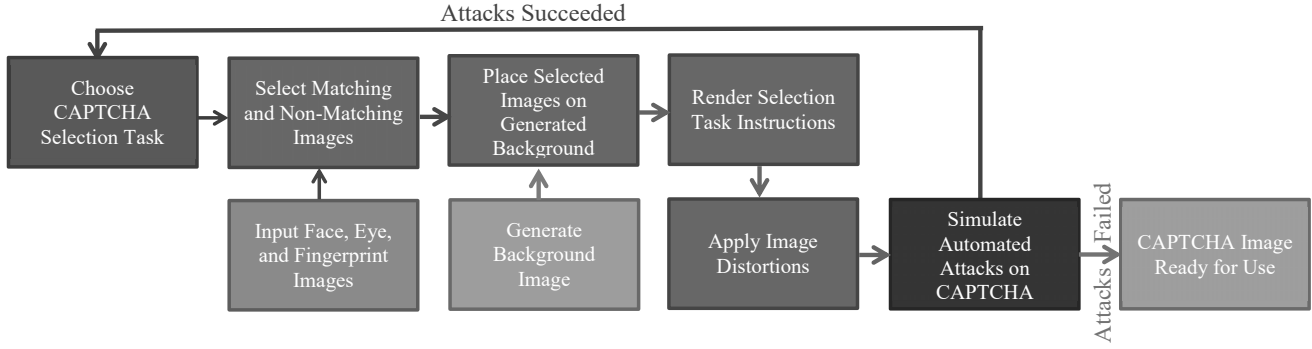 Attacks Succeeded
Choose
CAPTCHA
Selection Task
Select Matching
and Non-Matching
Images
Place Selected
Images on
Generated
Background
Render Selection
Task Instructions
Input Face, Eye,
and Fingerprint
Images
Generate
Background
Image
Apply Image
Distortions
Simulate
Automated
Attacks on
CAPTCHA
Attacks Failed
CAPTCHA Image
Ready for Use